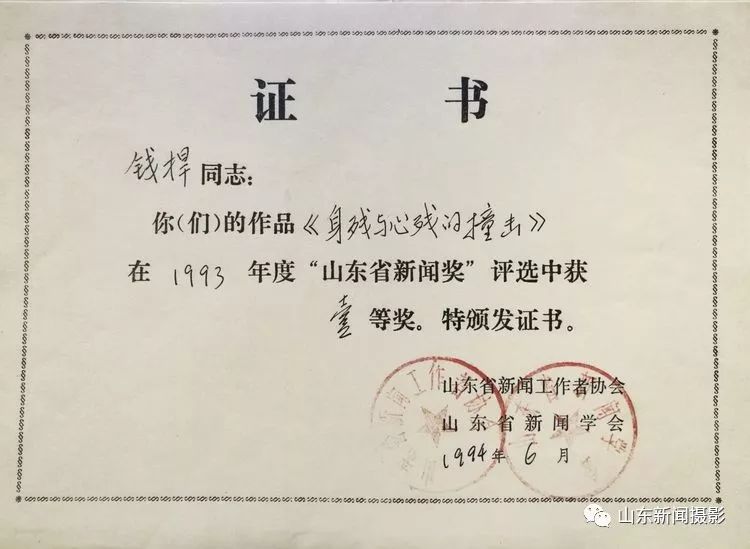 证 书
钱捍同志：
你(们)的作品《身残与心残的撞击》
在1993年度“山东省新闻奖”评选中获
壹等奖。特颁发证书。
山东省新闻工作者协会
山东省新闻学会
1994年6月
山东新闻摄影